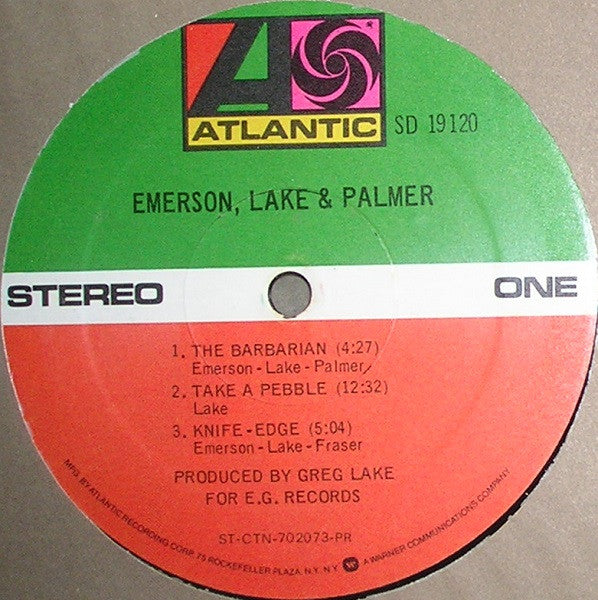 ATLANTIC
SD 19120
EMERSON, LAKE & PALMER
STEREO
ONE
1. THE BARBARIAN (4:27)
Emerson - Lake - Palmer
2. TAKE A PEBBLE (12:32)
Lake
3. KNIFE - EDGE (5:04)
Emerson - Lake - Fraser
PRODUCED BY GREG LAKE
FOR E.G. RECORDS
ST-CTN-702073-PR
MFG. BY ATLANTIC RECORDING CORP. 75 ROCKEFELLER PLAZA, N.Y. N.Y. W A WARNER COMMUNICATIONS COMPANY